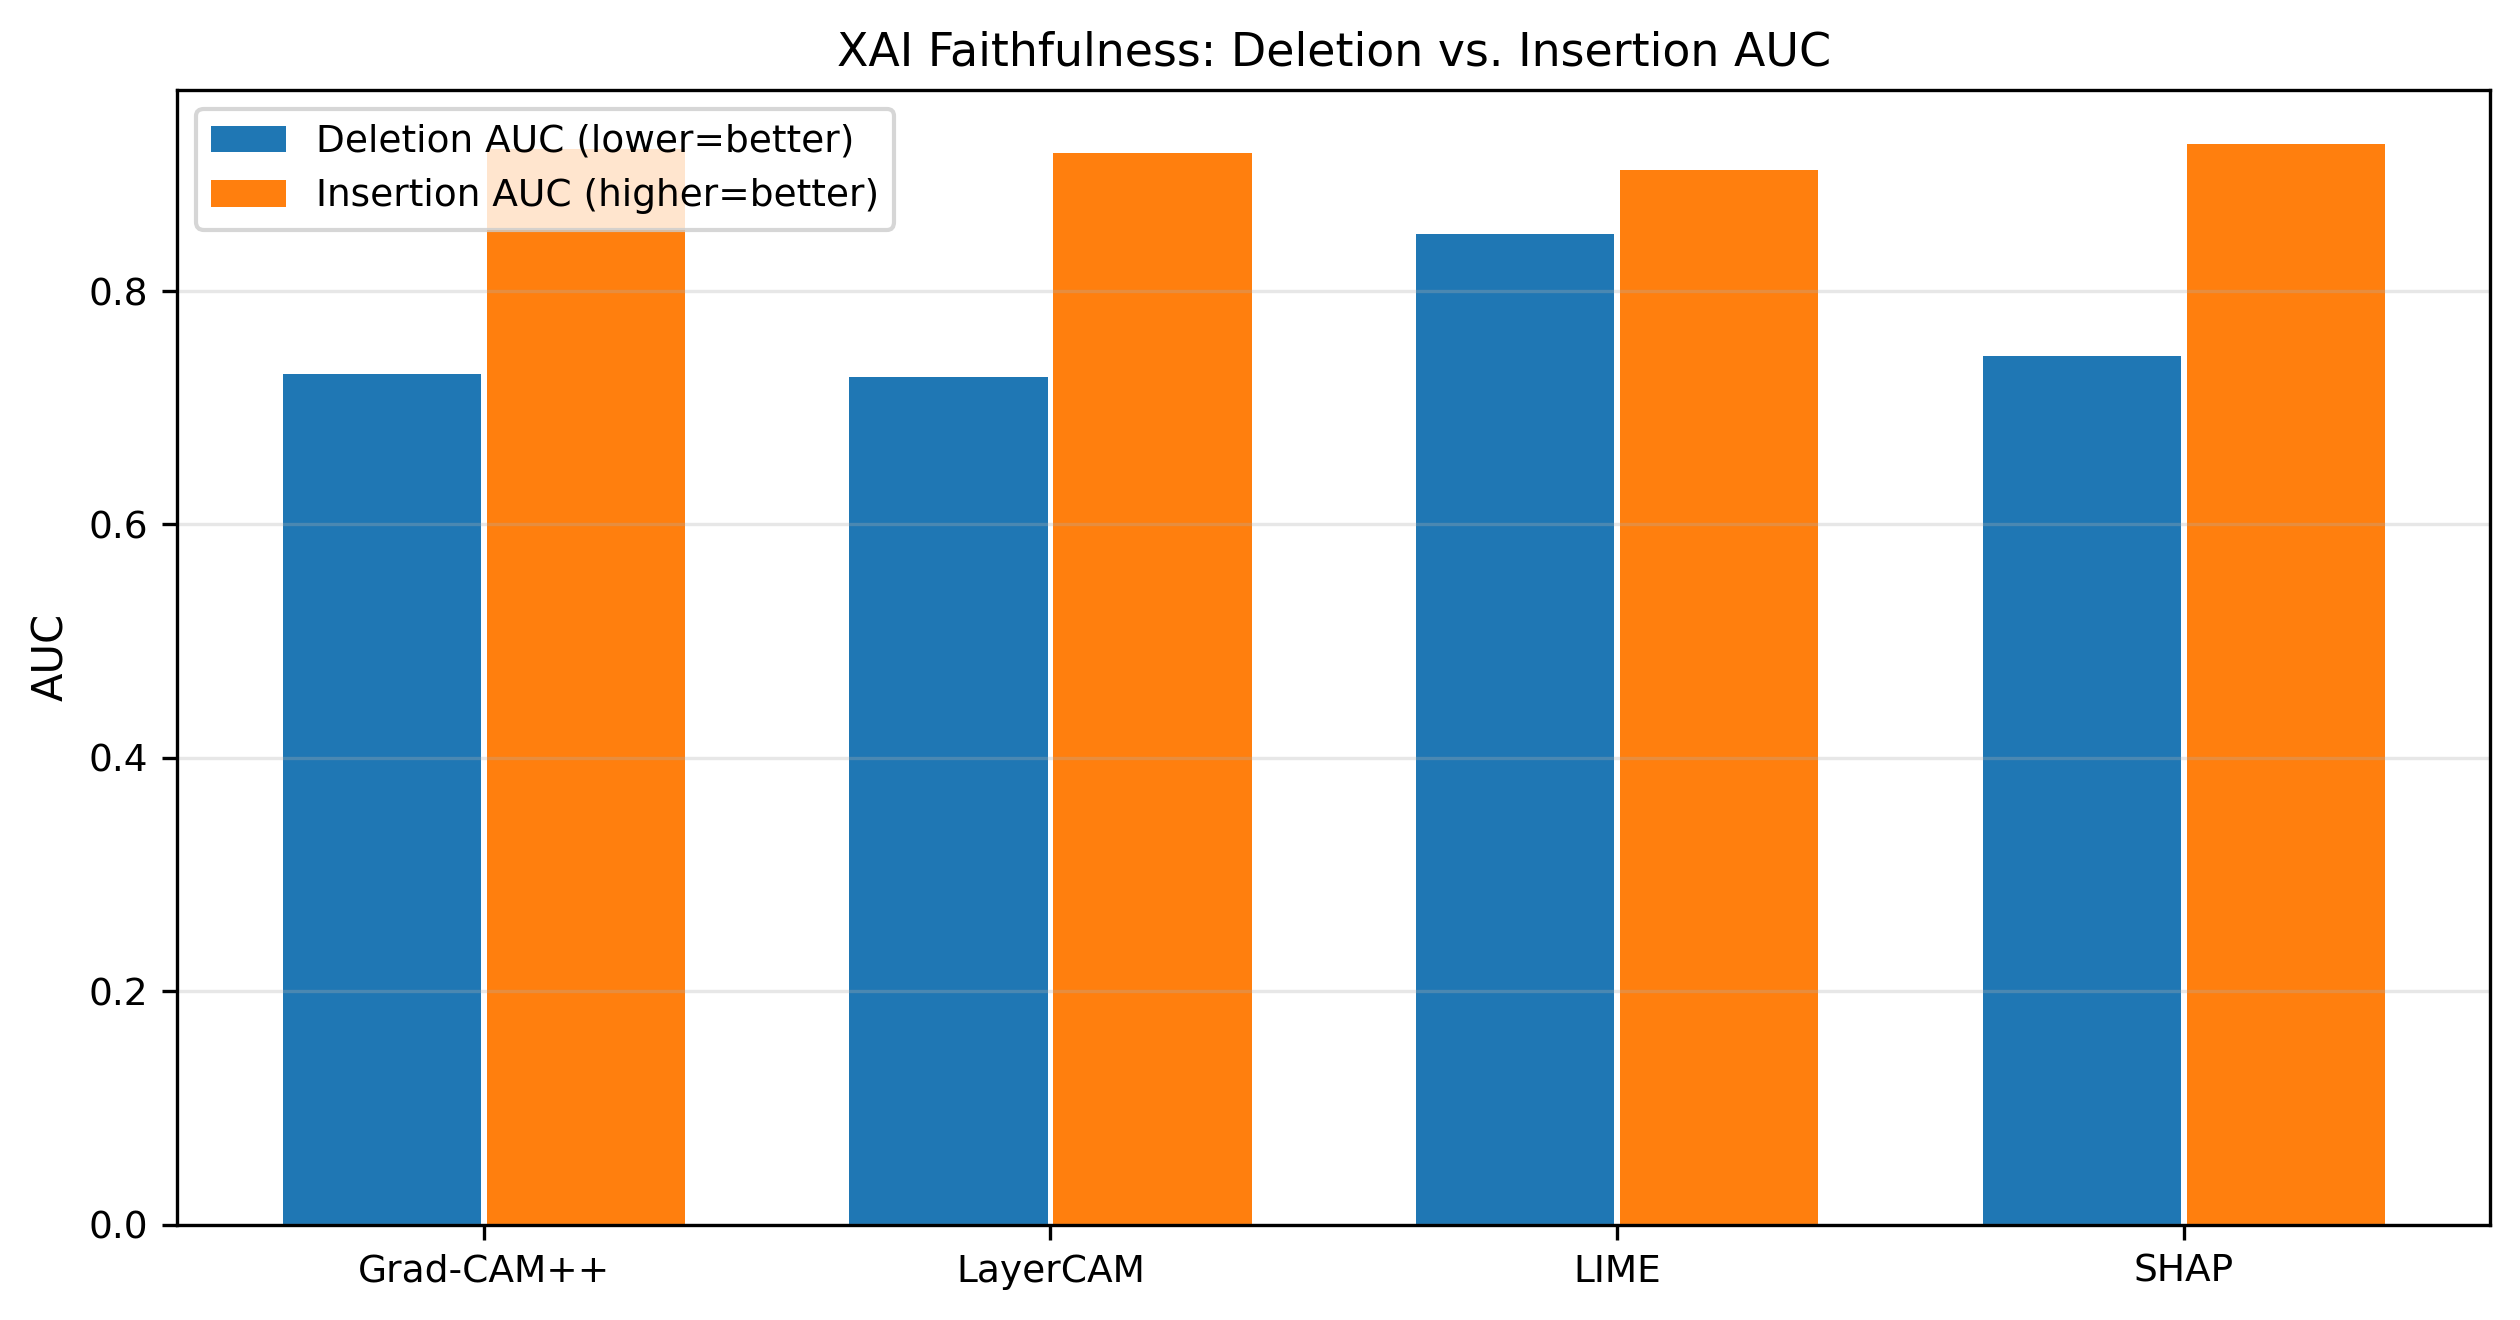 XAI Faithfulness: Deletion vs. Insertion AUC
Deletion AUC (lower=better)
Insertion AUC (higher=better)
AUC
0.8
0.6
0.4
0.2
0.0
Grad-CAM++ LayerCAM LIME SHAP